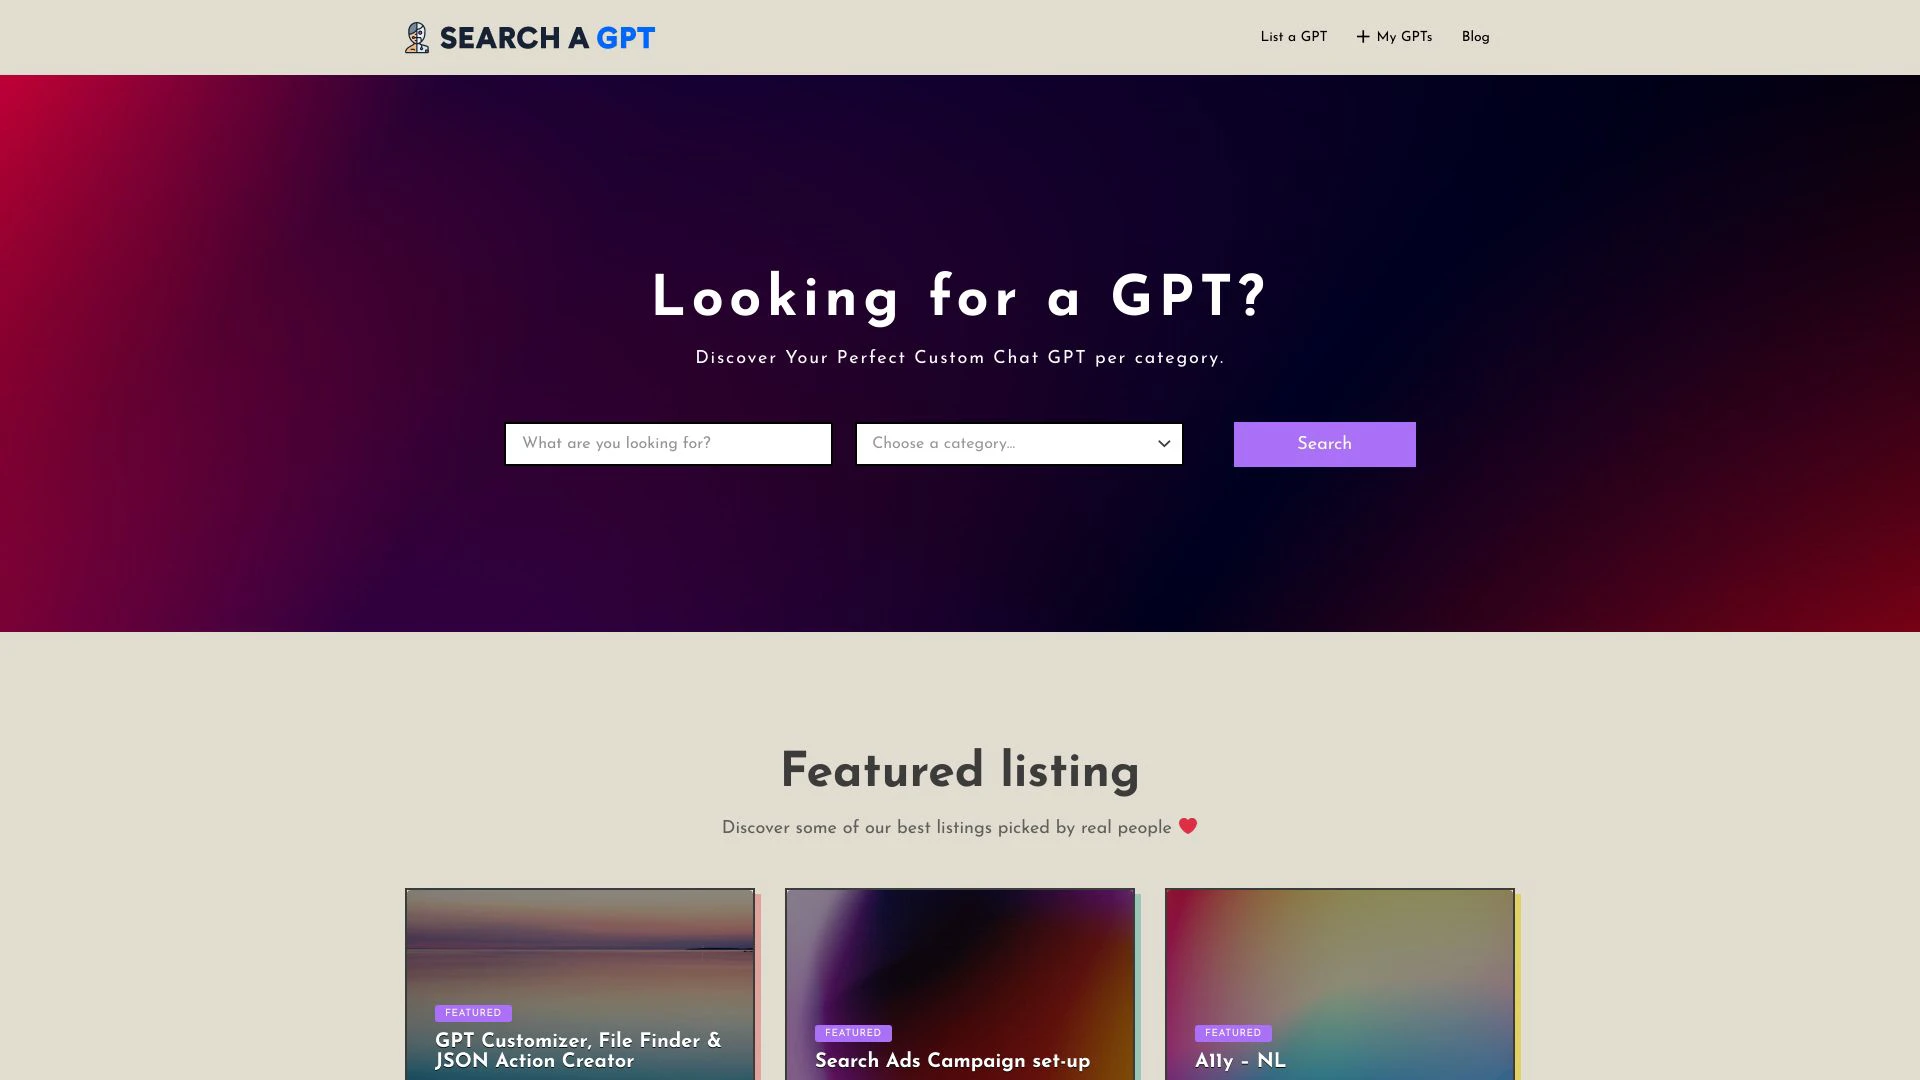 SEARCH A GPT
List a GPT
My GPTs
Blog
Looking for a GPT?
Discover Your Perfect Custom Chat GPT per category.
What are you looking for?
Choose a category...
Search
Featured listing
Discover some of our best listings picked by real people
FEATURED
GPT Customizer, File Finder &
JSON Action Creator
FEATURED
Search Ads Campaign set-up
FEATURED
A11y – NL